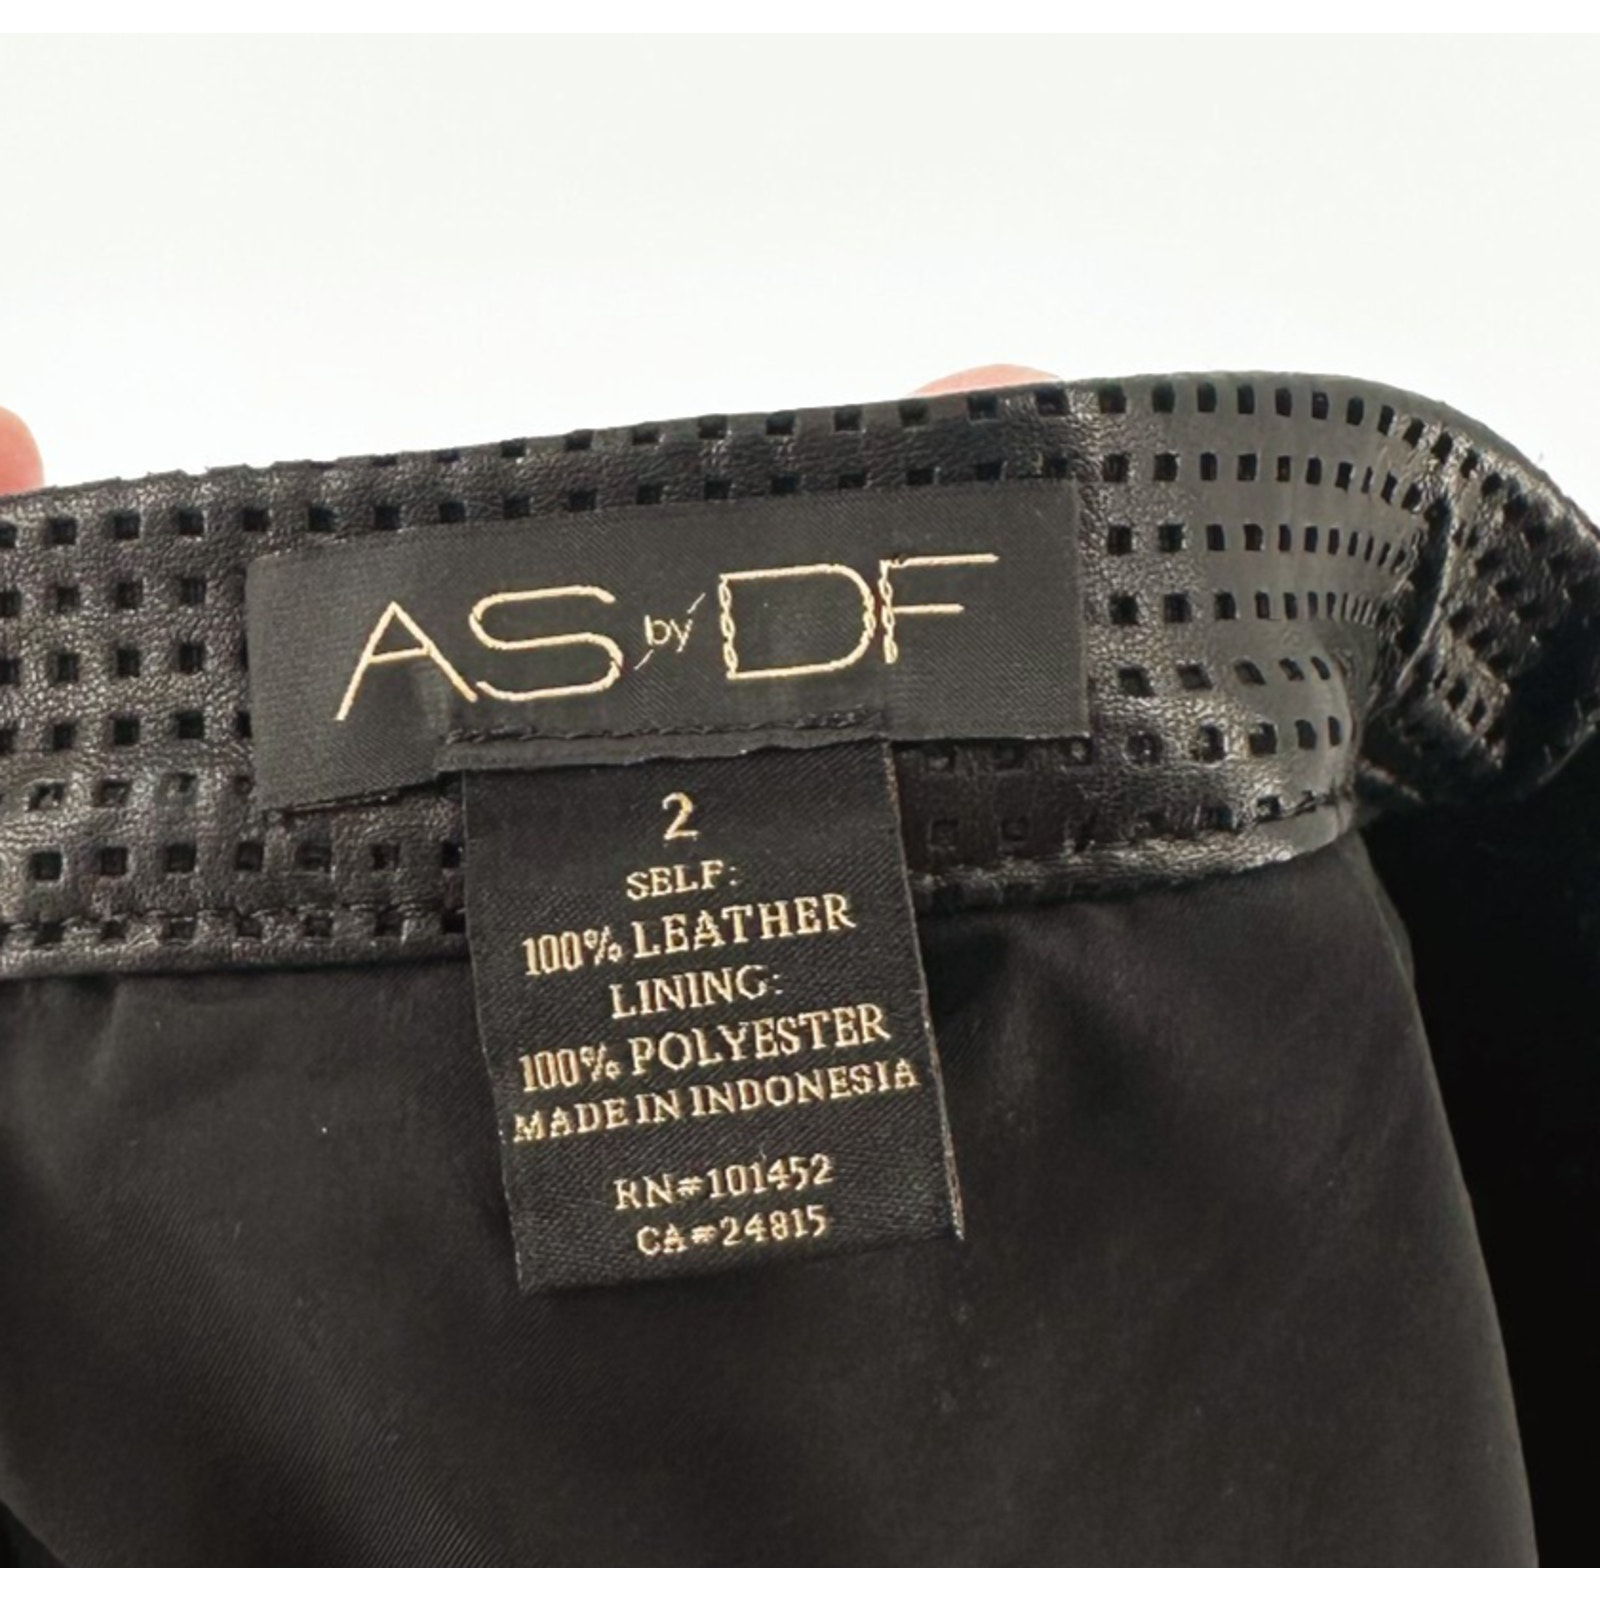 AS by DF
2
SELF:
100% LEATHER
LINING:
100% POLYESTER
MADE IN INDONESIA
RN#101452
CA#24815